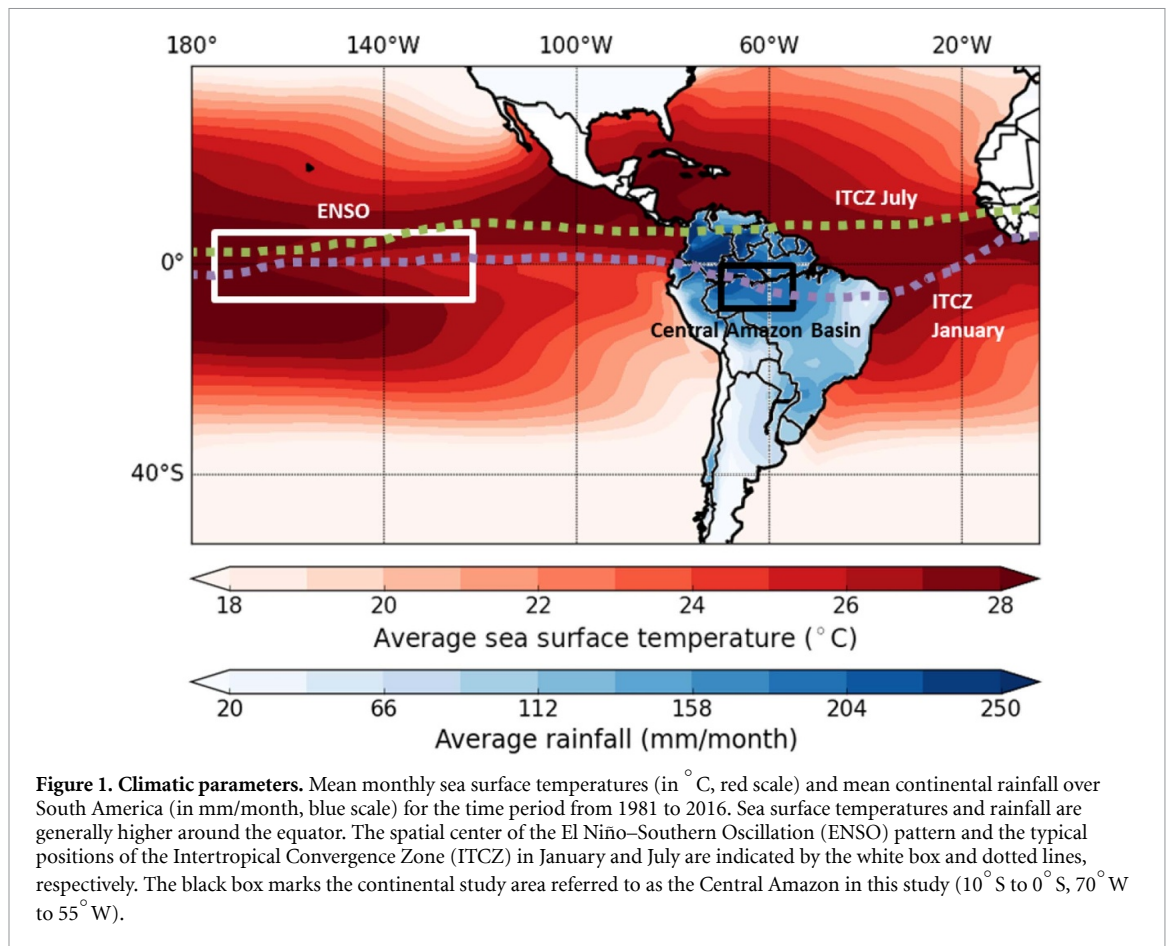 180° 140°W 100°W 60°W 20°W
ENSO
ITCZ July
0°
ITCZ
January
Central Amazon Basin
40°S
18 20 22 24 26 28
Average sea surface temperature (°C)
20 66 112 158 204 250
Average rainfall (mm/month)
Figure 1. Climatic parameters. Mean monthly sea surface temperatures (in °C, red scale) and mean continental rainfall over
South America (in mm/month, blue scale) for the time period from 1981 to 2016. Sea surface temperatures and rainfall are
generally higher around the equator. The spatial center of the El Niño–Southern Oscillation (ENSO) pattern and the typical
positions of the Intertropical Convergence Zone (ITCZ) in January and July are indicated by the white box and dotted lines,
respectively. The black box marks the continental study area referred to as the Central Amazon in this study (10°S to 0°S, 70°W
to 55°W).